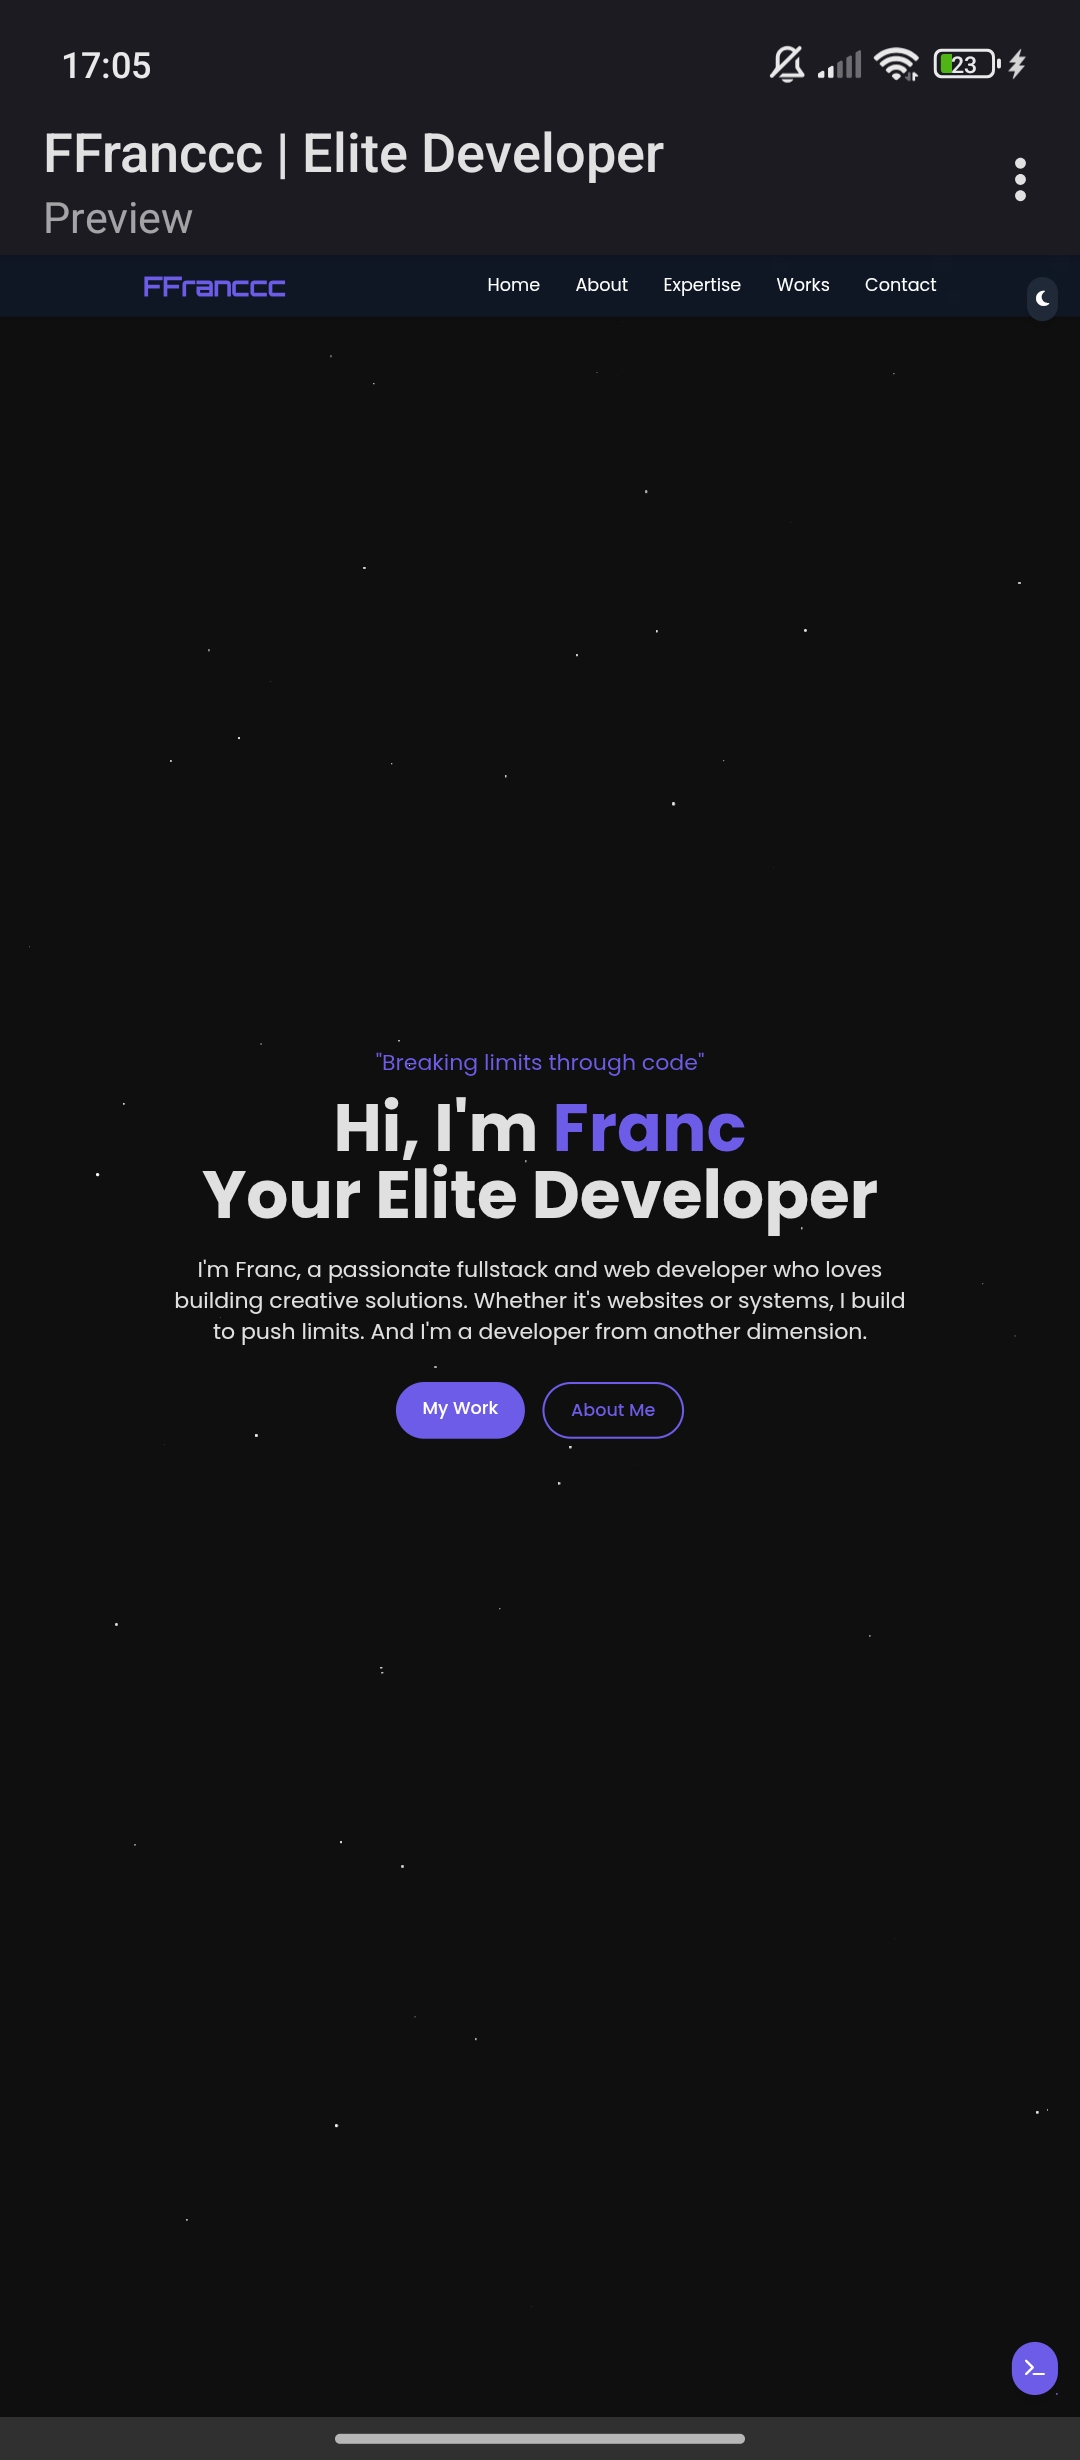 17:05
23
FFranccc | Elite Developer
Preview
FFranccc
Home About Expertise Works Contact
"Breaking limits through code"
Hi, I'm Franc
Your Elite Developer
I'm Franc, a passionate fullstack and web developer who loves
building creative solutions. Whether it's websites or systems, I build
to push limits. And I'm a developer from another dimension.
My Work About Me